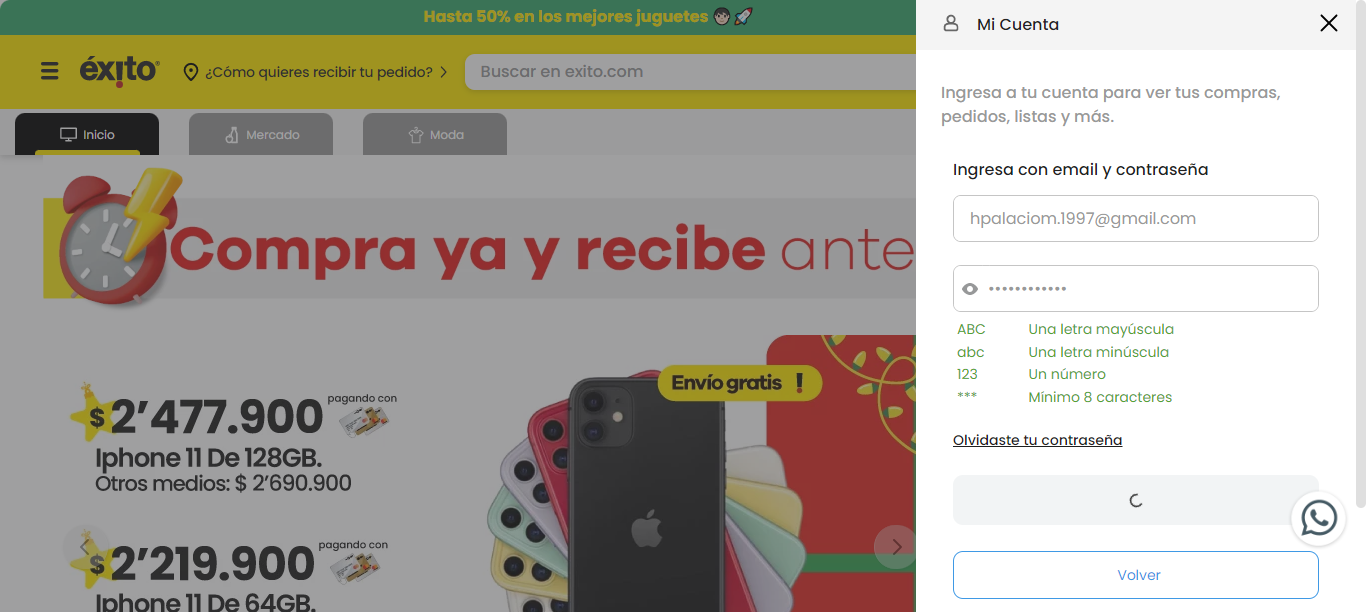 Hasta 50% en los mejores juguetes
éxito
¿Cómo quieres recibir tu pedido?
Buscar en exito.com
Inicio
Mercado
Moda
Compra ya y recibe ante
Envío gratis !
$2’477.900 pagando con
Iphone 11 De 128GB.
Otros medios: $ 2’690.900
$2’219.900 pagando con
Iphone 11 De 64GB.
Mi Cuenta
Ingresa a tu cuenta para ver tus compras,
pedidos, listas y más.
Ingresa con email y contraseña
hpalaciom.1997@gmail.com
••••••••••••
ABC Una letra mayúscula
abc Una letra minúscula
123 Un número
*** Mínimo 8 caracteres
Olvidaste tu contraseña
Volver